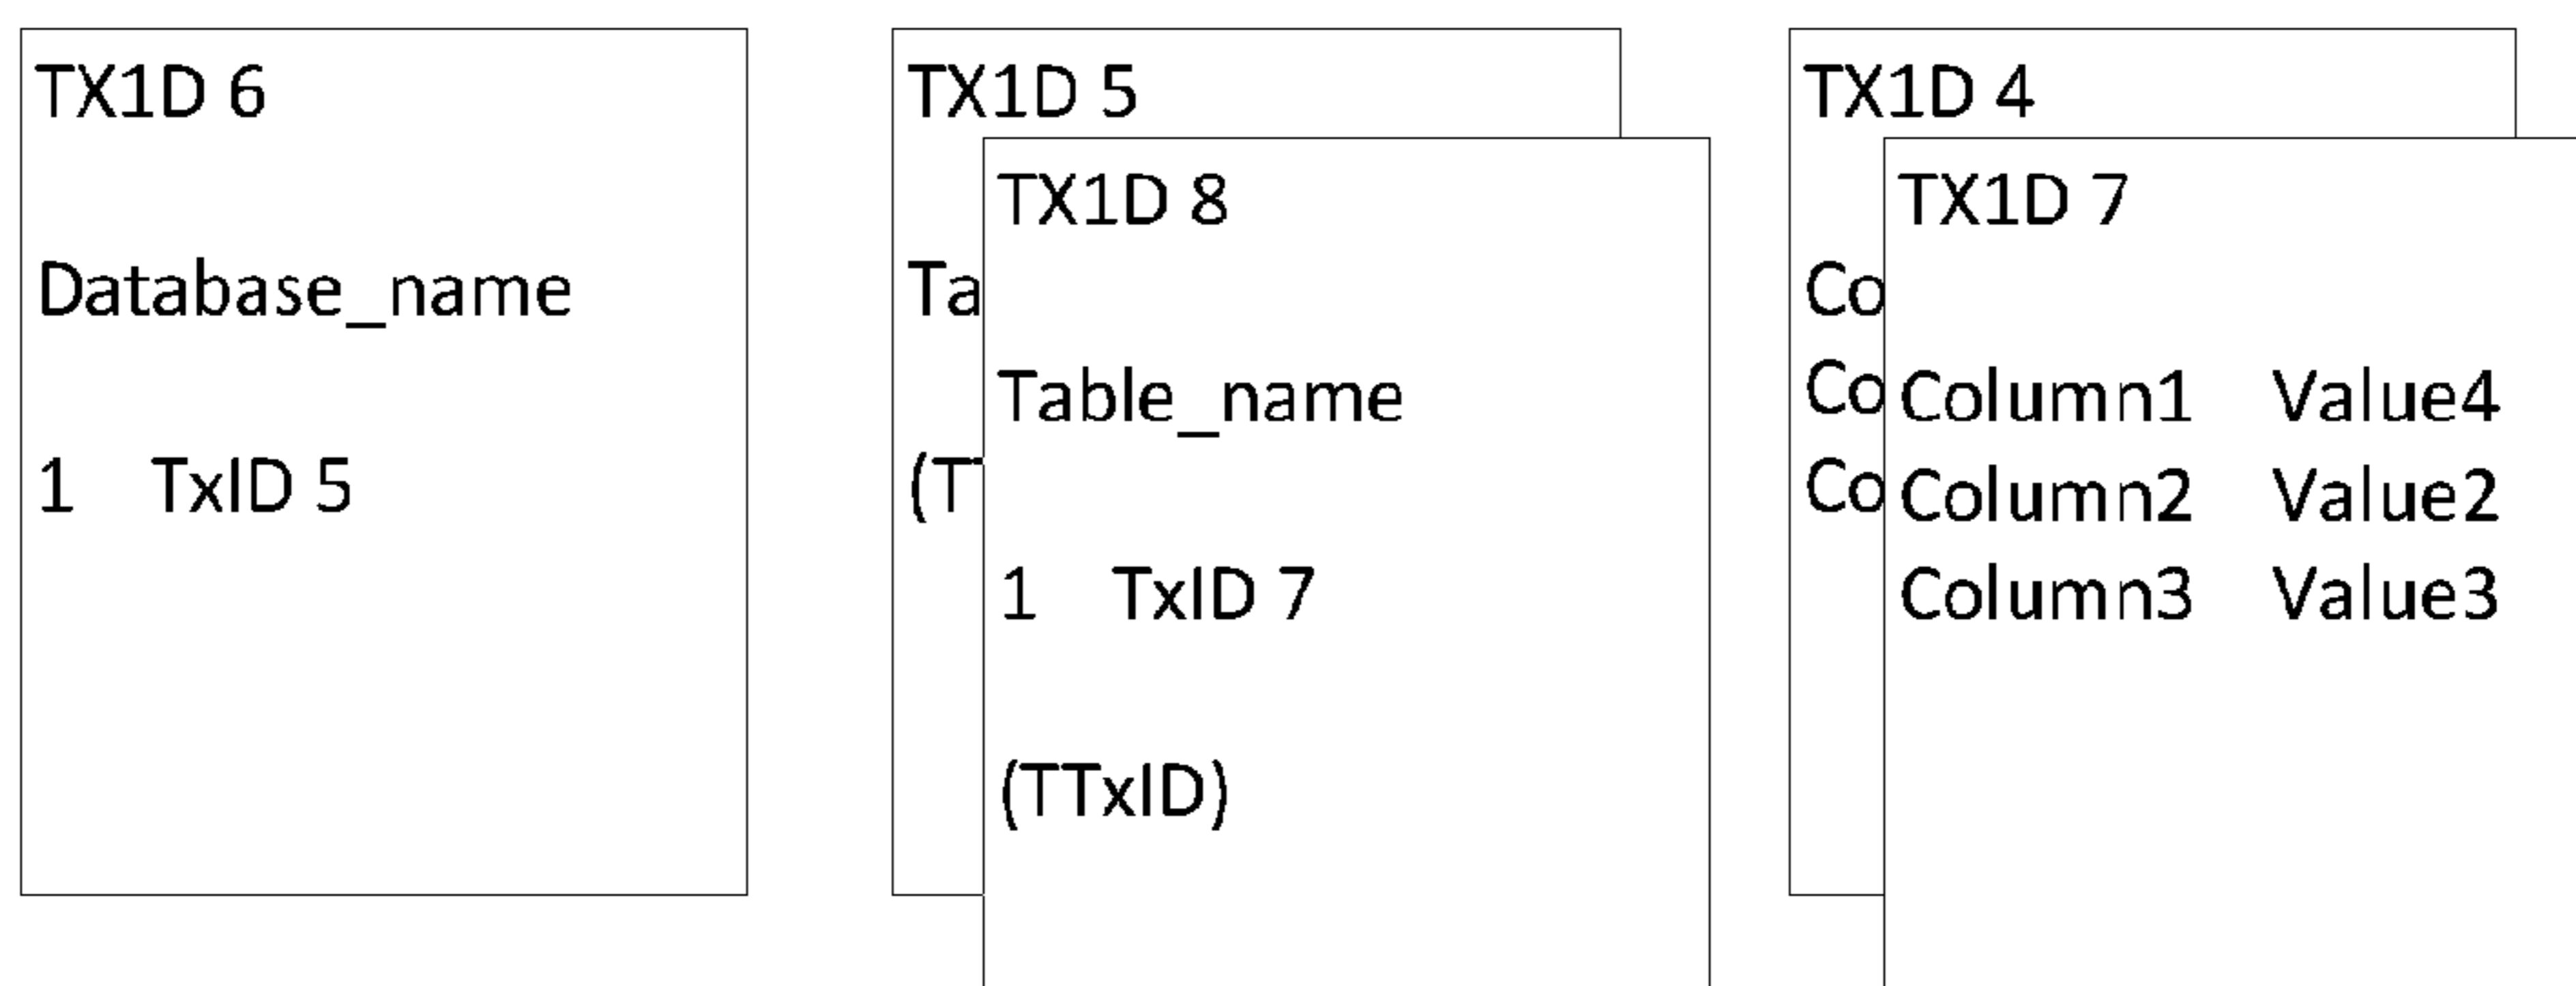 TX1D 6
Database_name
1 TxID 5
TX1D 5
Ta
(T
TX1D 8
Table_name
1 TxID 7
(TTxID)
TX1D 4
Co
Co
Co
TX1D 7
Column1 Value4
Column2 Value2
Column3 Value3